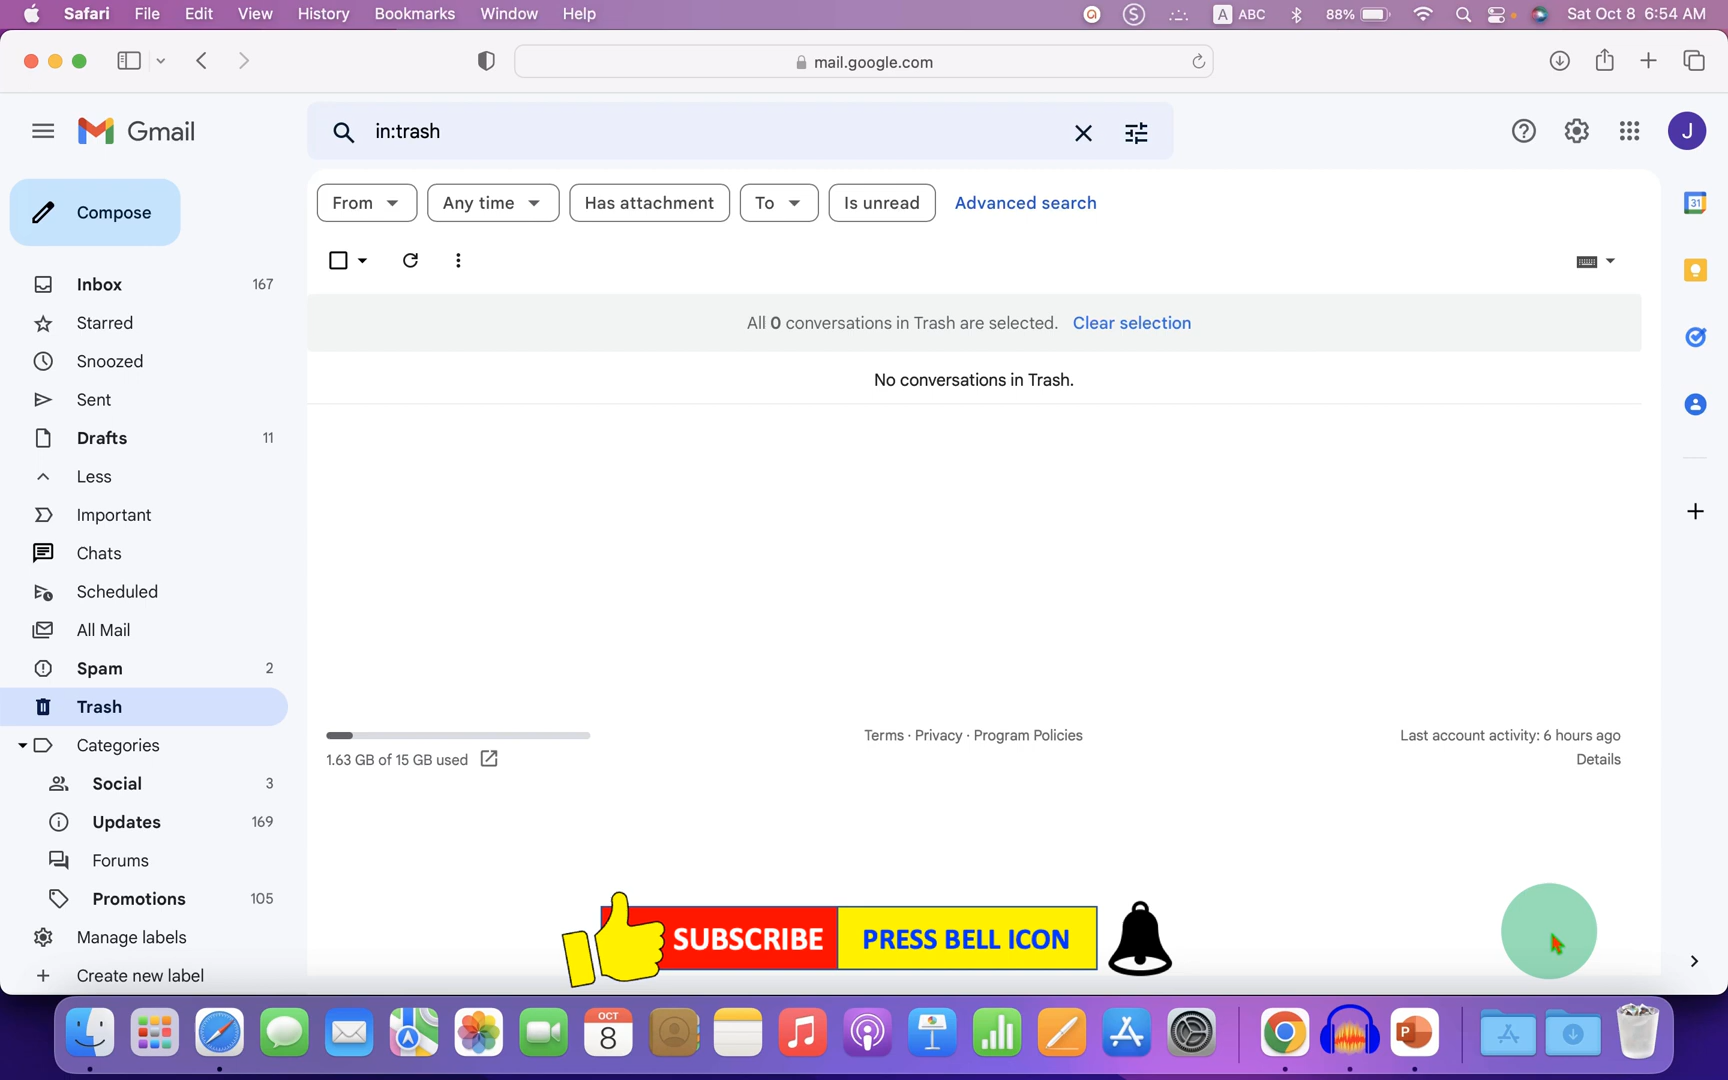 Safari File Edit View History Bookmarks Window Help
A ABC 88% Sat Oct 8 6:54 AM
mail.google.com
Gmail
in:trash
J
Compose
From Any time Has attachment To Is unread Advanced search
31
Inbox 167
Starred
Snoozed
Sent
Drafts 11
Less
Important
Chats
Scheduled
All Mail
Spam 2
Trash
Categories
Social 3
Updates 169
Forums
Promotions 105
Manage labels
Create new label
All 0 conversations in Trash are selected. Clear selection
No conversations in Trash.
1.63 GB of 15 GB used
Terms · Privacy · Program Policies
Last account activity: 6 hours ago
Details
SUBSCRIBE PRESS BELL ICON
OCT
8
P